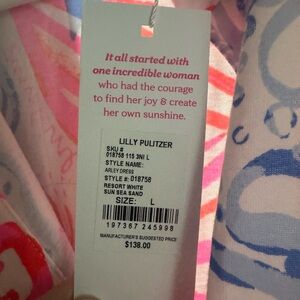 It all started with
one incredible woman
who had the courage
to find her joy & create
her own sunshine.
LILLY PULITZER
SKU #
018758 115 3NI L
STYLE NAME:
ARLEY DRESS
STYLE #: 018758
RESORT WHITE
SUN SEA SAND
SIZE: L
197367 245998
MANUFACTURER'S SUGGESTED PRICE
$138.00